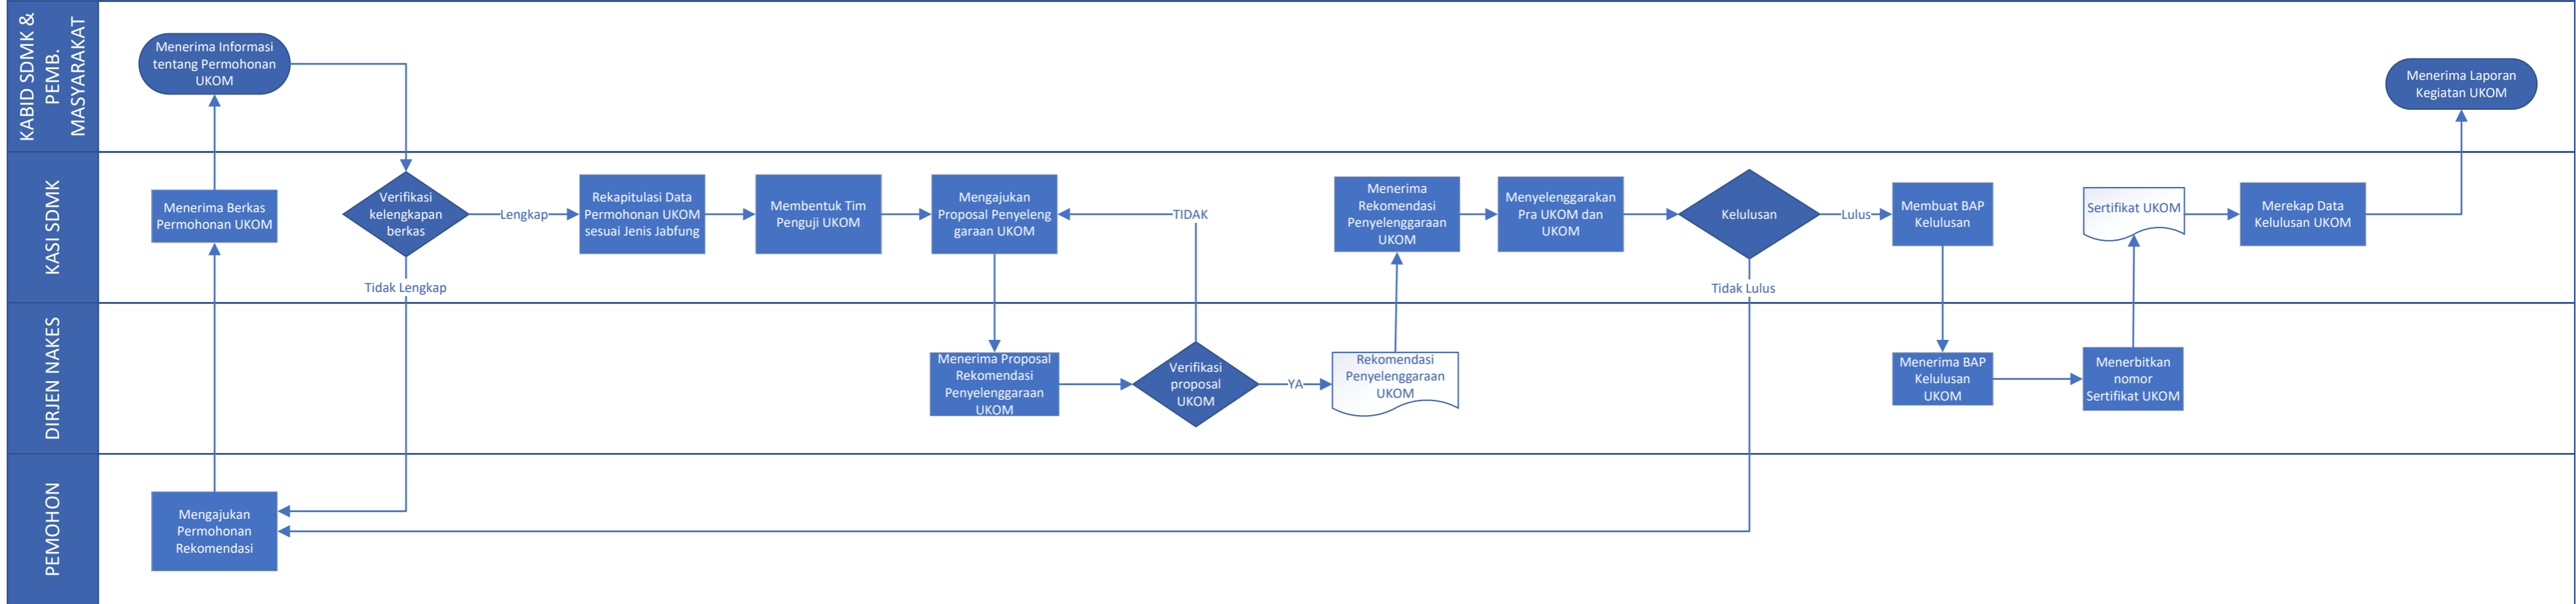 KABID SDMK &
PEMB.
MASYARAKAT
Menerima Informasi
tentang Permohonan
UKOM
Menerima Laporan
Kegiatan UKOM
KASI SDMK
Menerima Berkas
Permohonan UKOM
Verifikasi
kelengkapan
berkas
Lengkap
Tidak Lengkap
Rekapitulasi Data
Permohonan UKOM
sesuai Jenis Jabfung
Membentuk Tim
Penguji UKOM
Mengajukan
Proposal Penyeleng
garaan UKOM
TIDAK
Menerima
Rekomendasi
Penyelenggaraan
UKOM
Menyelenggarakan
Pra UKOM dan
UKOM
Kelulusan
Lulus
Tidak Lulus
Membuat BAP
Kelulusan
Sertifikat UKOM
Merekap Data
Kelulusan UKOM
DIRJEN NAKES
Menerima Proposal
Rekomendasi
Penyelenggaraan
UKOM
Verifikasi
proposal
UKOM
YA
Rekomendasi
Penyelenggaraan
UKOM
Menerima BAP
Kelulusan
UKOM
Menerbitkan
nomor
Sertifikat UKOM
PEMOHON
Mengajukan
Permohonan
Rekomendasi